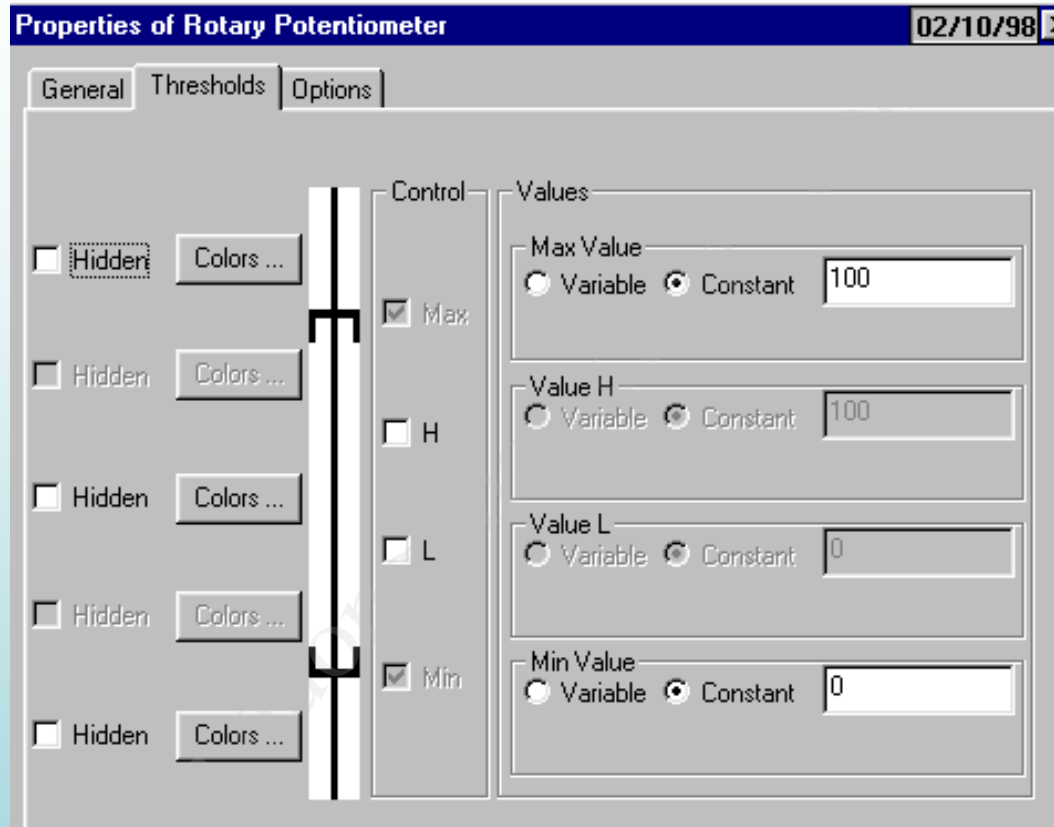 Properties of Rotary Potentiometer 02/10/98
General Thresholds Options
Control Values
Hidden Colors ...
Max
Max Value
Variable Constant 100
Hidden Colors ...
H
Value H
Variable Constant 100
Hidden Colors ...
L
Value L
Variable Constant 0
Hidden Colors ...
Min
Min Value
Variable Constant 0
Hidden Colors ...